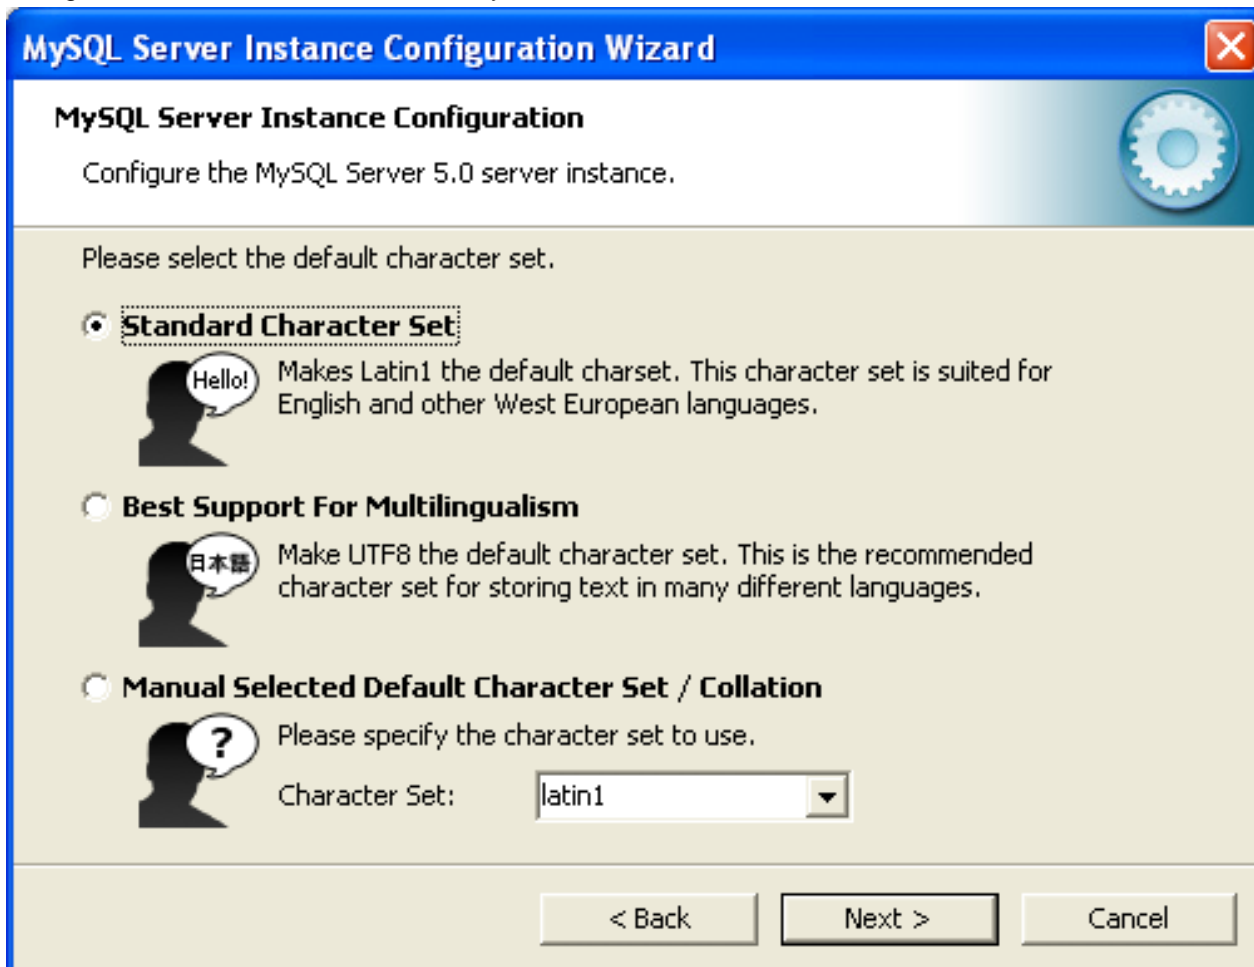 MySQL Server Instance Configuration Wizard
MySQL Server Instance Configuration
Configure the MySQL Server 5.0 server instance.
Please select the default character set.
Standard Character Set
Hello!
Makes Latin1 the default charset. This character set is suited for
English and other West European languages.
Best Support For Multilingualism
日本語
Make UTF8 the default character set. This is the recommended
character set for storing text in many different languages.
Manual Selected Default Character Set / Collation
?
Please specify the character set to use.
Character Set: latin1
< Back Next > Cancel